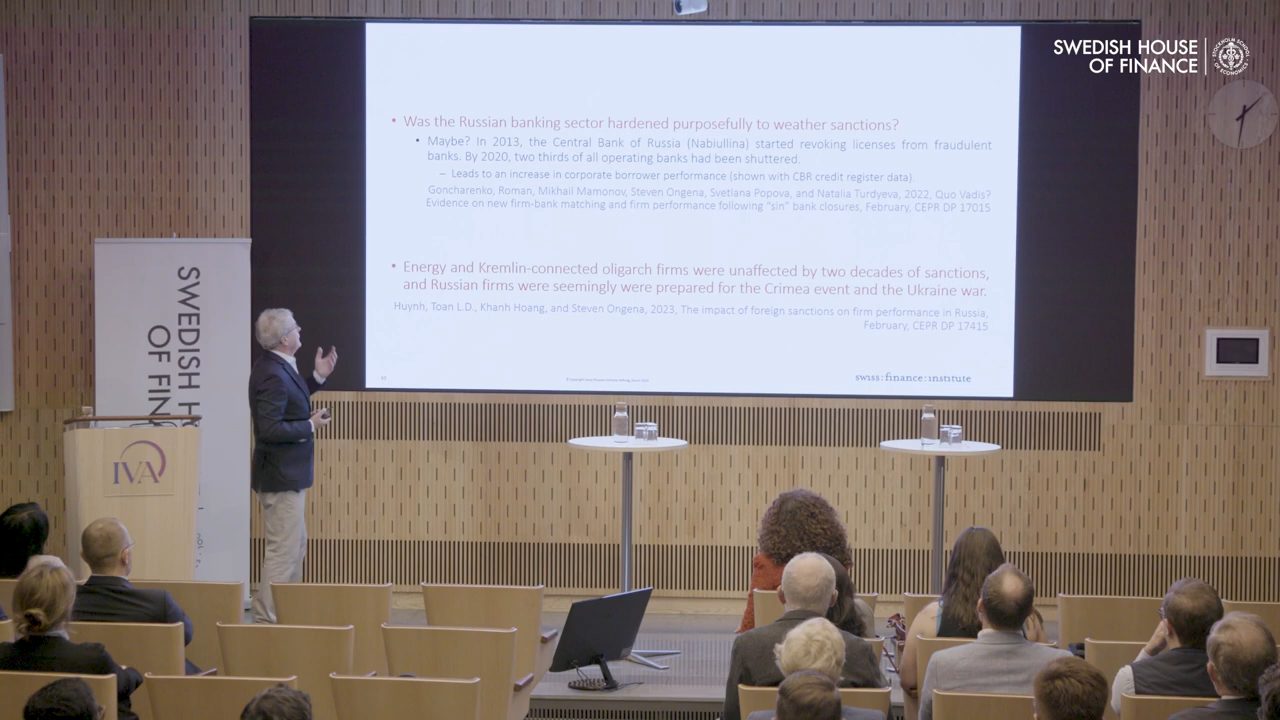 SWEDISH HOUSE
OF FINANCE
STOCKHOLM SCHOOL
OF ECONOMICS
• Was the Russian banking sector hardened purposefully to weather sanctions?
• Maybe? In 2013, the Central Bank of Russia (Nabiullina) started revoking licenses from fraudulent
banks. By 2020, two thirds of all operating banks had been shuttered.
– Leads to an increase in corporate borrower performance (shown with CBR credit register data).
Goncharenko, Roman, Mikhail Mamonov, Steven Ongena, Svetlana Popova, and Natalia Turdyeva, 2022, Quo Vadis?
Evidence on new firm-bank matching and firm performance following “sin” bank closures, February, CEPR DP 17015
• Energy and Kremlin-connected oligarch firms were unaffected by two decades of sanctions,
and Russian firms were seemingly were prepared for the Crimea event and the Ukraine war.
Huynh, Toan L.D., Khanh Hoang, and Steven Ongena, 2023, The impact of foreign sanctions on firm performance in Russia,
February, CEPR DP 17415
swiss:finance:institute
SWEDISH H
OF FIN
IVA